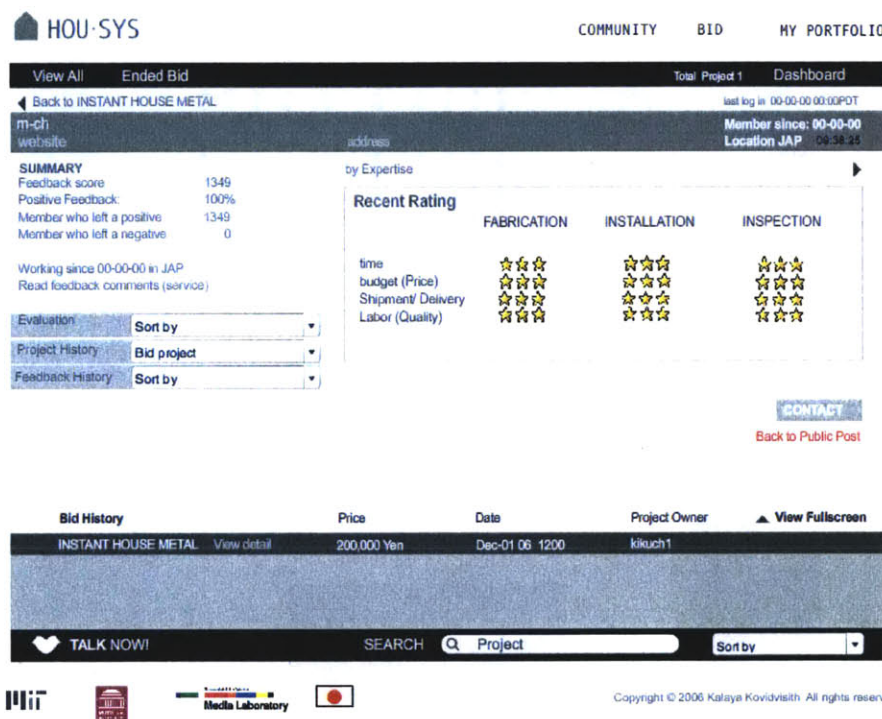 HOU·SYS
COMMUNITY BID MY PORTFOLIO
View All Ended Bid Total Project 1 Dashboard
Back to INSTANT HOUSE METAL last log in 00-00-00 00:00PDT
m-ch Member since: 00-00-00
website address Location JAP 09:38:25
SUMMARY by Expertise
Feedback score 1349
Positive Feedback: 100%
Member who left a positive 1349
Member who left a negative 0
Working since 00-00-00 in JAP
Read feedback comments (service)
Recent Rating
FABRICATION INSTALLATION INSPECTION
time
budget (Price)
Shipment/ Delivery
Labor (Quality)
Evaluation Sort by
Project History Bid project
Feedback History Sort by
CONTACT
Back to Public Post
Bid History Price Date Project Owner View Fullscreen
INSTANT HOUSE METAL View detail 200,000 Yen Dec-01 06 1200 kikuch1
TALK NOW! SEARCH Project Sort by
Media Laboratory Copyright © 2006 Kalaya Kovidvisith All rights reserv